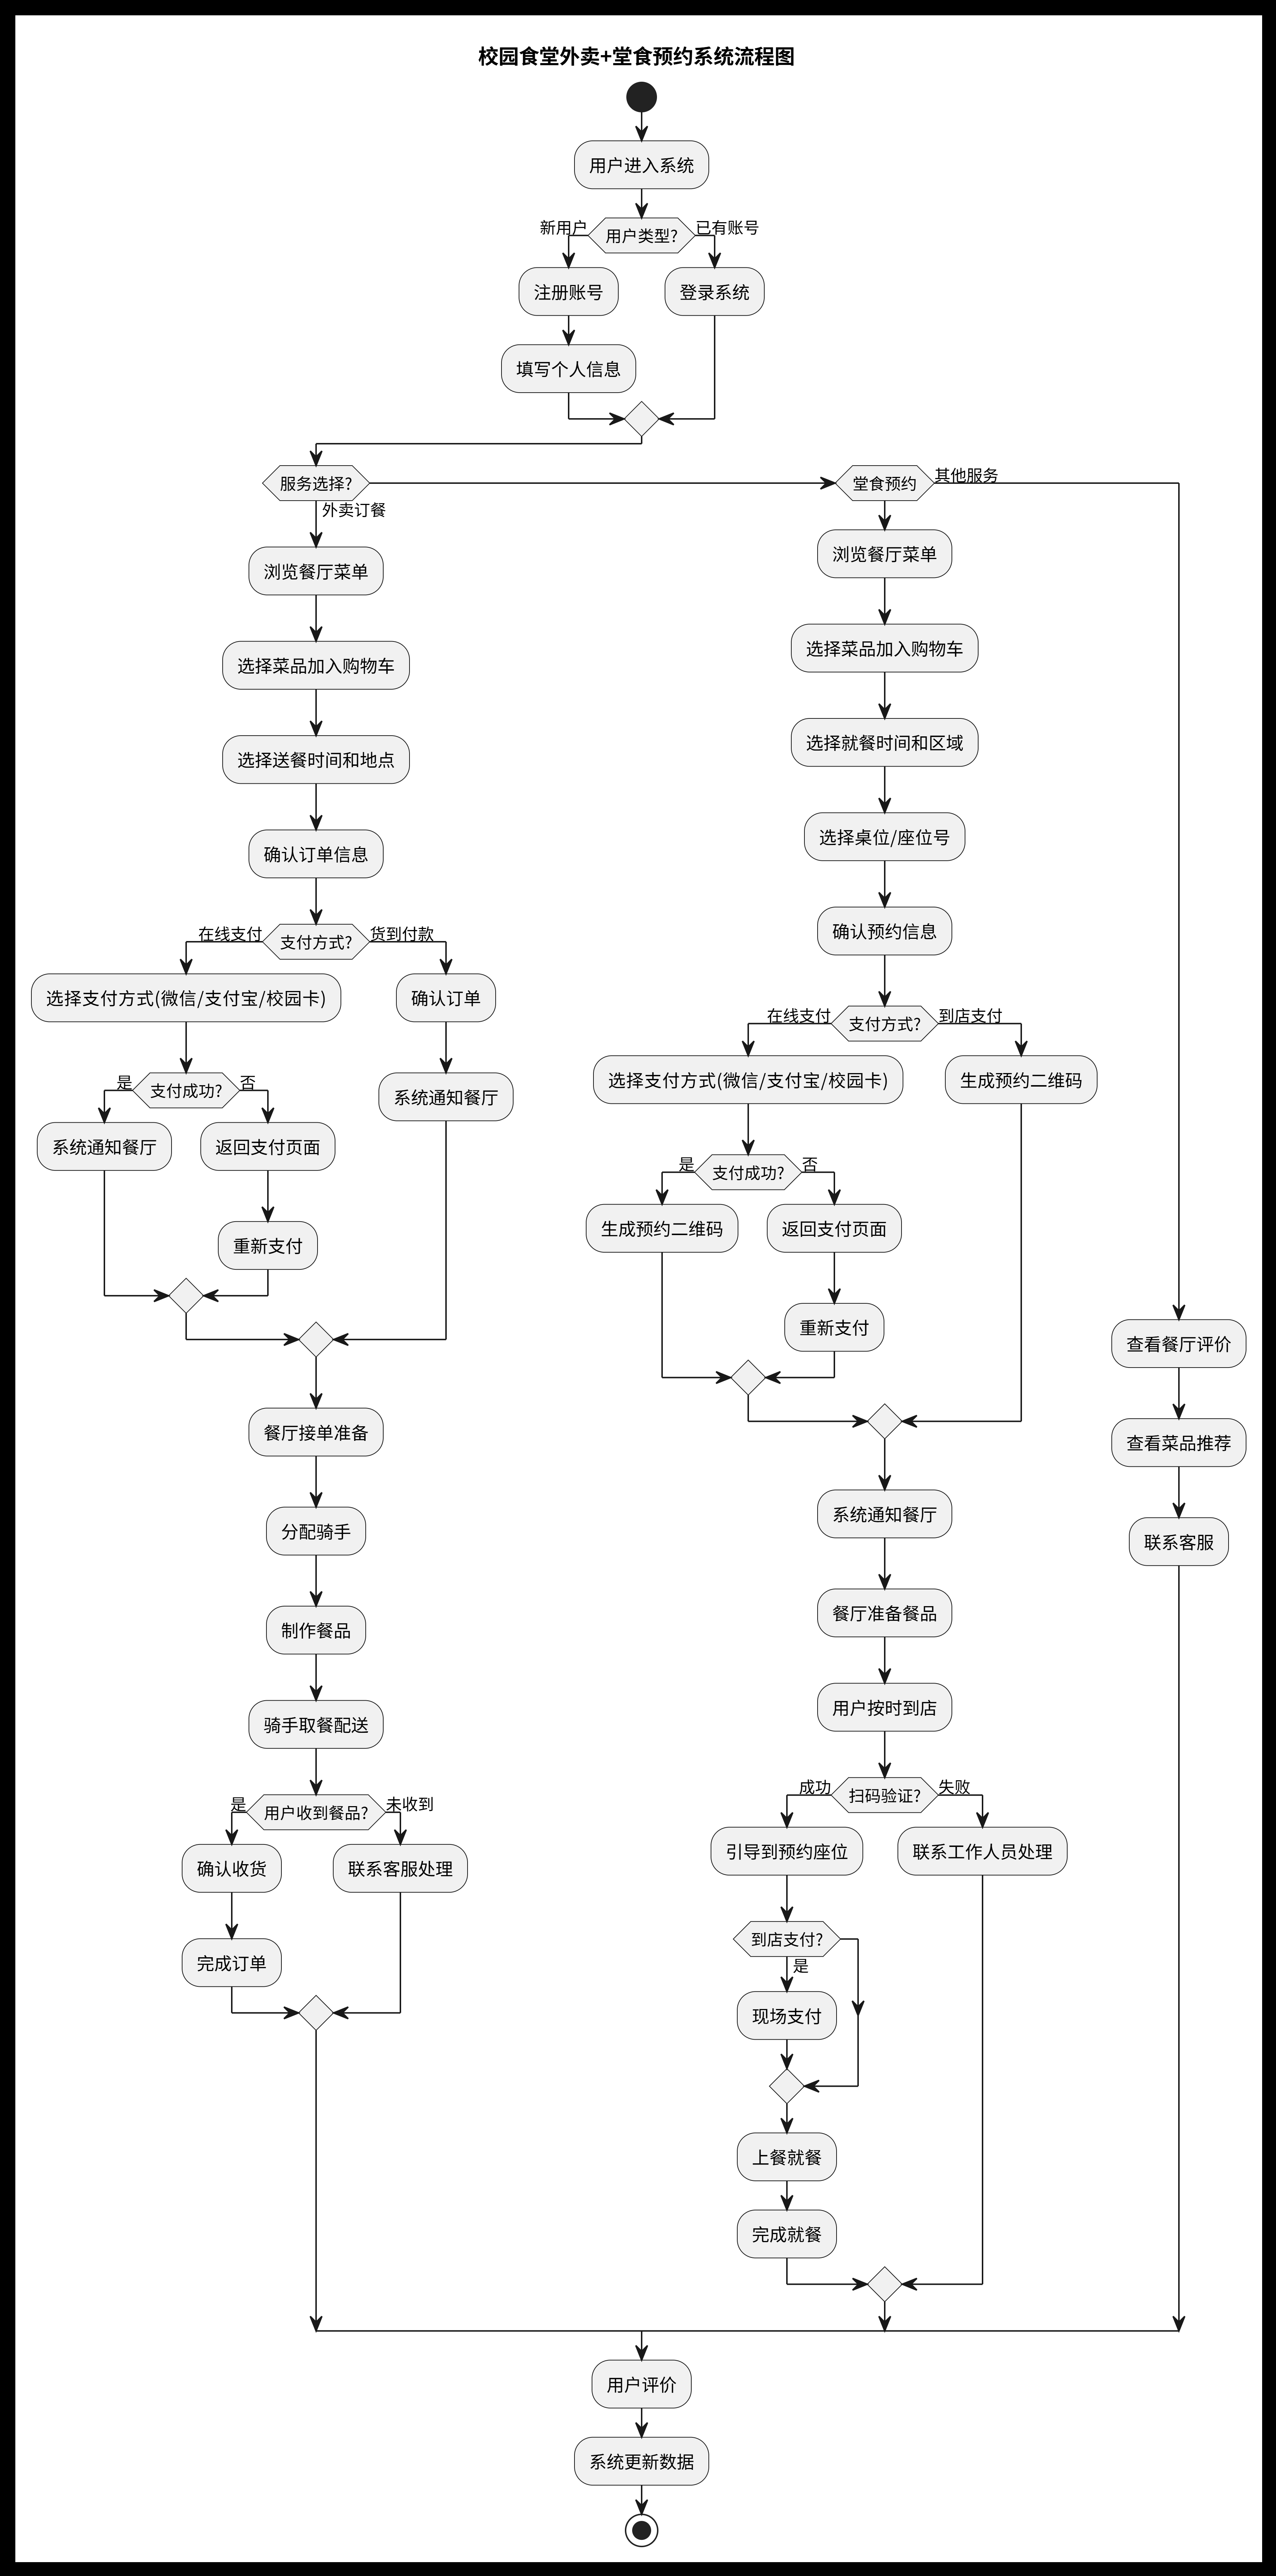 校园食堂外卖+堂食预约系统流程图
用户进入系统
新用户
用户类型?
已有账号
注册账号
登录系统
填写个人信息
服务选择?
外卖订餐
浏览餐厅菜单
选择菜品加入购物车
选择送餐时间和地点
确认订单信息
在线支付
支付方式?
货到付款
选择支付方式(微信/支付宝/校园卡)
确认订单
是
支付成功?
否
系统通知餐厅
系统通知餐厅
返回支付页面
重新支付
餐厅接单准备
分配骑手
制作餐品
骑手取餐配送
是
用户收到餐品?
未收到
确认收货
联系客服处理
完成订单
堂食预约
其他服务
浏览餐厅菜单
选择菜品加入购物车
选择就餐时间和区域
选择桌位/座位号
确认预约信息
在线支付
支付方式?
到店支付
选择支付方式(微信/支付宝/校园卡)
生成预约二维码
是
支付成功?
否
生成预约二维码
返回支付页面
重新支付
系统通知餐厅
餐厅准备餐品
用户按时到店
成功
扫码验证?
失败
引导到预约座位
联系工作人员处理
到店支付?
是
现场支付
上餐就餐
完成就餐
查看餐厅评价
查看菜品推荐
联系客服
用户评价
系统更新数据